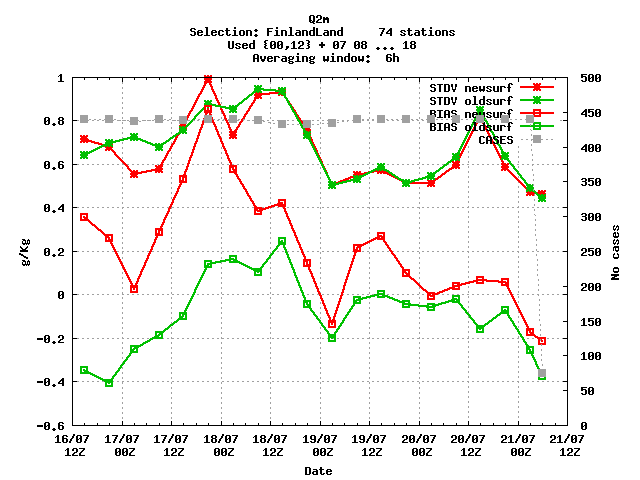 Q2m
Selection: FinlandLand 74 stations
Used {00,12} + 07 08 ... 18
Averaging window: 6h
STDV newsurf
STDV oldsurf
BIAS newsurf
BIAS oldsurf
CASES
1
0.8
0.6
0.4
0.2
0
-0.2
-0.4
-0.6
g/Kg
500
450
400
350
300
250
200
150
100
50
0
No cases
16/07 17/07 17/07 18/07 18/07 19/07 19/07 20/07 20/07 21/07 21/07
12Z 00Z 12Z 00Z 12Z 00Z 12Z 00Z 12Z 00Z 12Z
Date